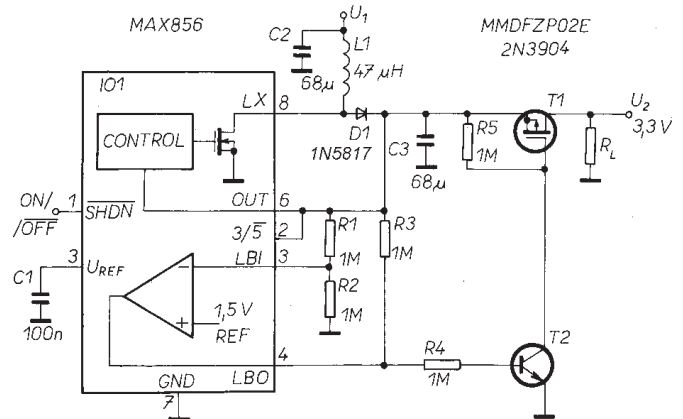 MAX856
U1
MMDFZP02E
2N3904
C2
68µ
L1
47 µH
IO1
LX
8
T1
U2
3,3 V
CONTROL
D1
1N5817
C3
68µ
R5
1M
RL
ON/
/OFF
1
SHDN
OUT
6
3/5
2
R1
1M
R3
1M
3
UREF
LBI
3
C1
100n
R2
1M
1,5 V
REF
T2
4
LBO
R4
1M
GND
7